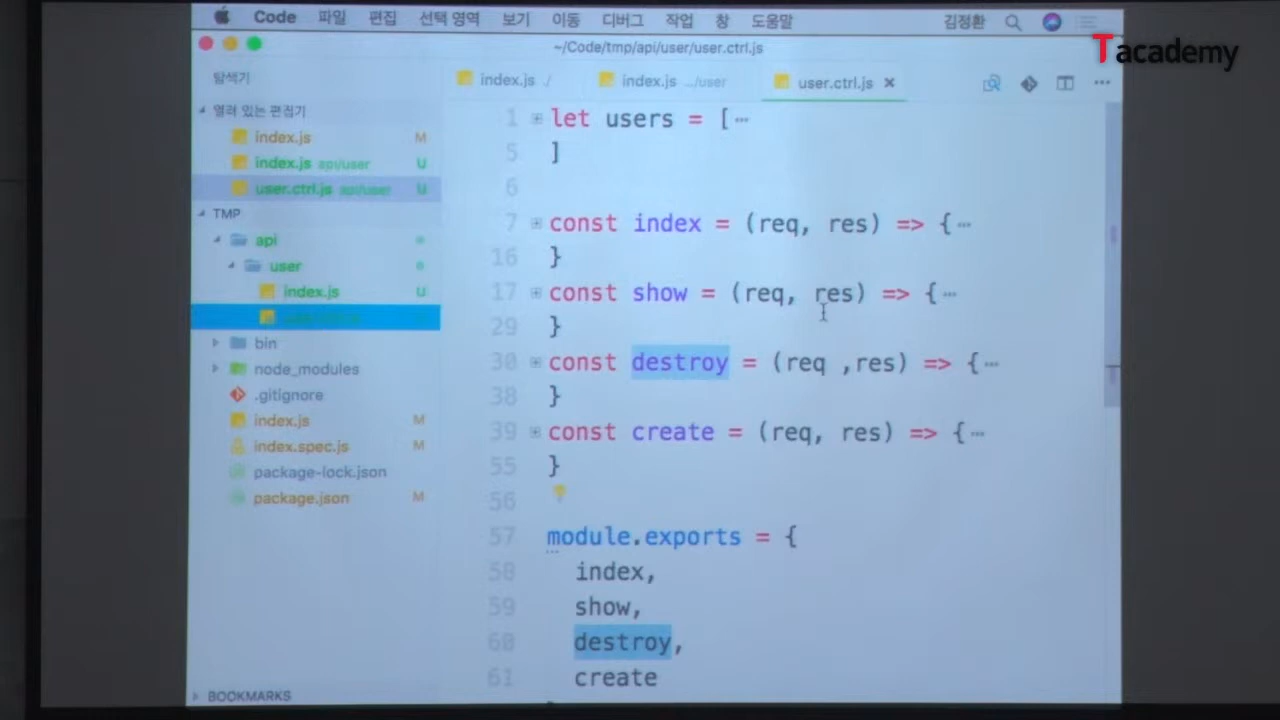 Code 파일 편집 선택 영역 보기 이동 디버그 작업 창 도움말 김정환
Tacademy
~/Code/tmp/api/user/user.ctrl.js
탐색기
index.js ./
index.js .../user
user.ctrl.js ×
열려 있는 편집기
index.js M
index.js api/user U
user.ctrl.js api/user U
TMP
api
user
index.js U
bin
node_modules
.gitignore
index.js M
index.spec.js M
package-lock.json
package.json M
BOOKMARKS
1 let users = [
5 ]
6
7 const index = (req, res) => {
16 }
17 const show = (req, res) => {
29 }
30 const destroy = (req ,res) => {
38 }
39 const create = (req, res) => {
55 }
56
57 module.exports = {
58 index,
59 show,
60 destroy,
61 create